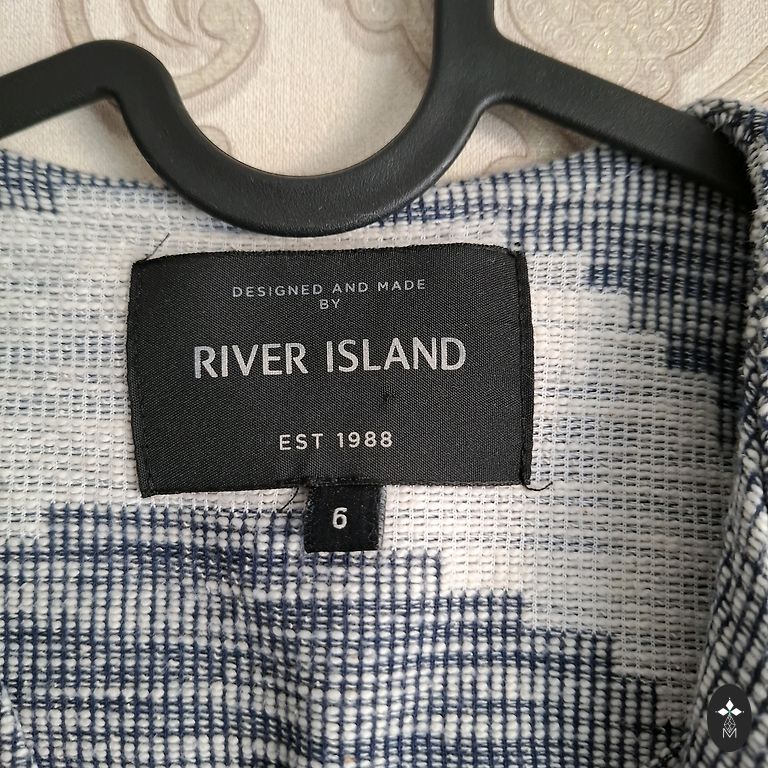 DESIGNED AND MADE
BY
RIVER ISLAND
EST 1988
6
M